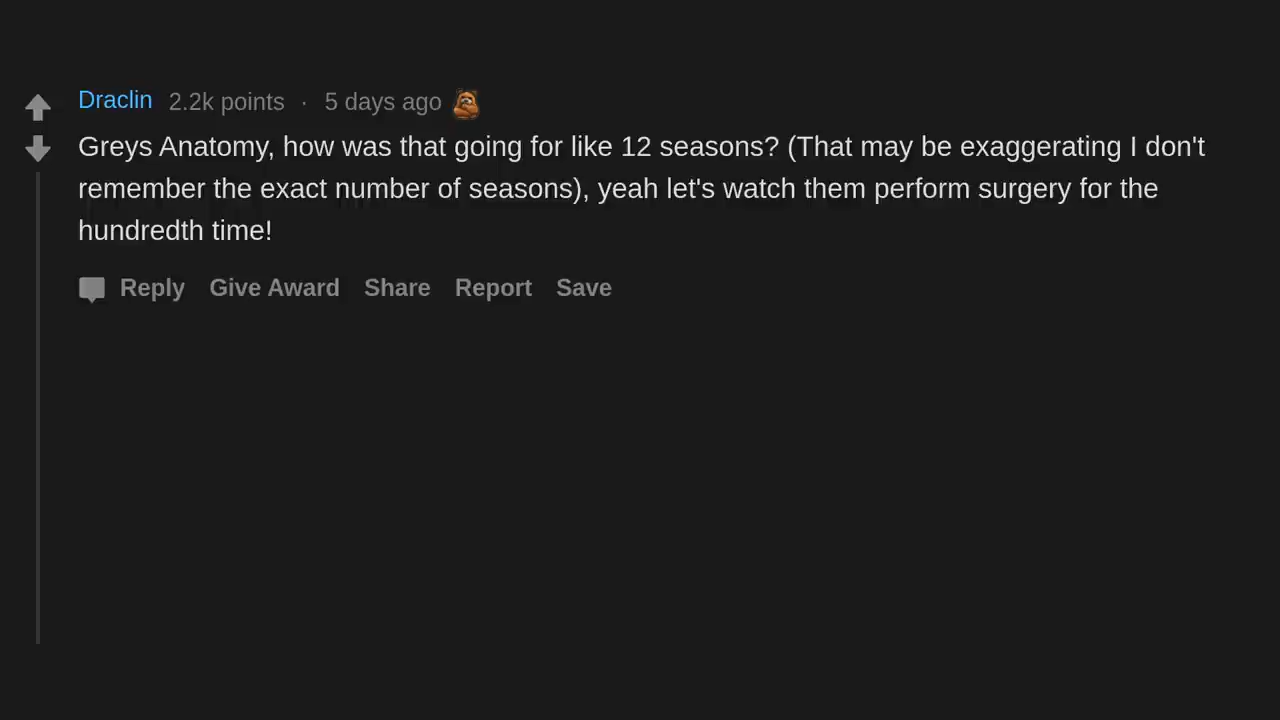 Draclin 2.2k points · 5 days ago
Greys Anatomy, how was that going for like 12 seasons? (That may be exaggerating I don't
remember the exact number of seasons), yeah let's watch them perform surgery for the
hundredth time!
Reply Give Award Share Report Save